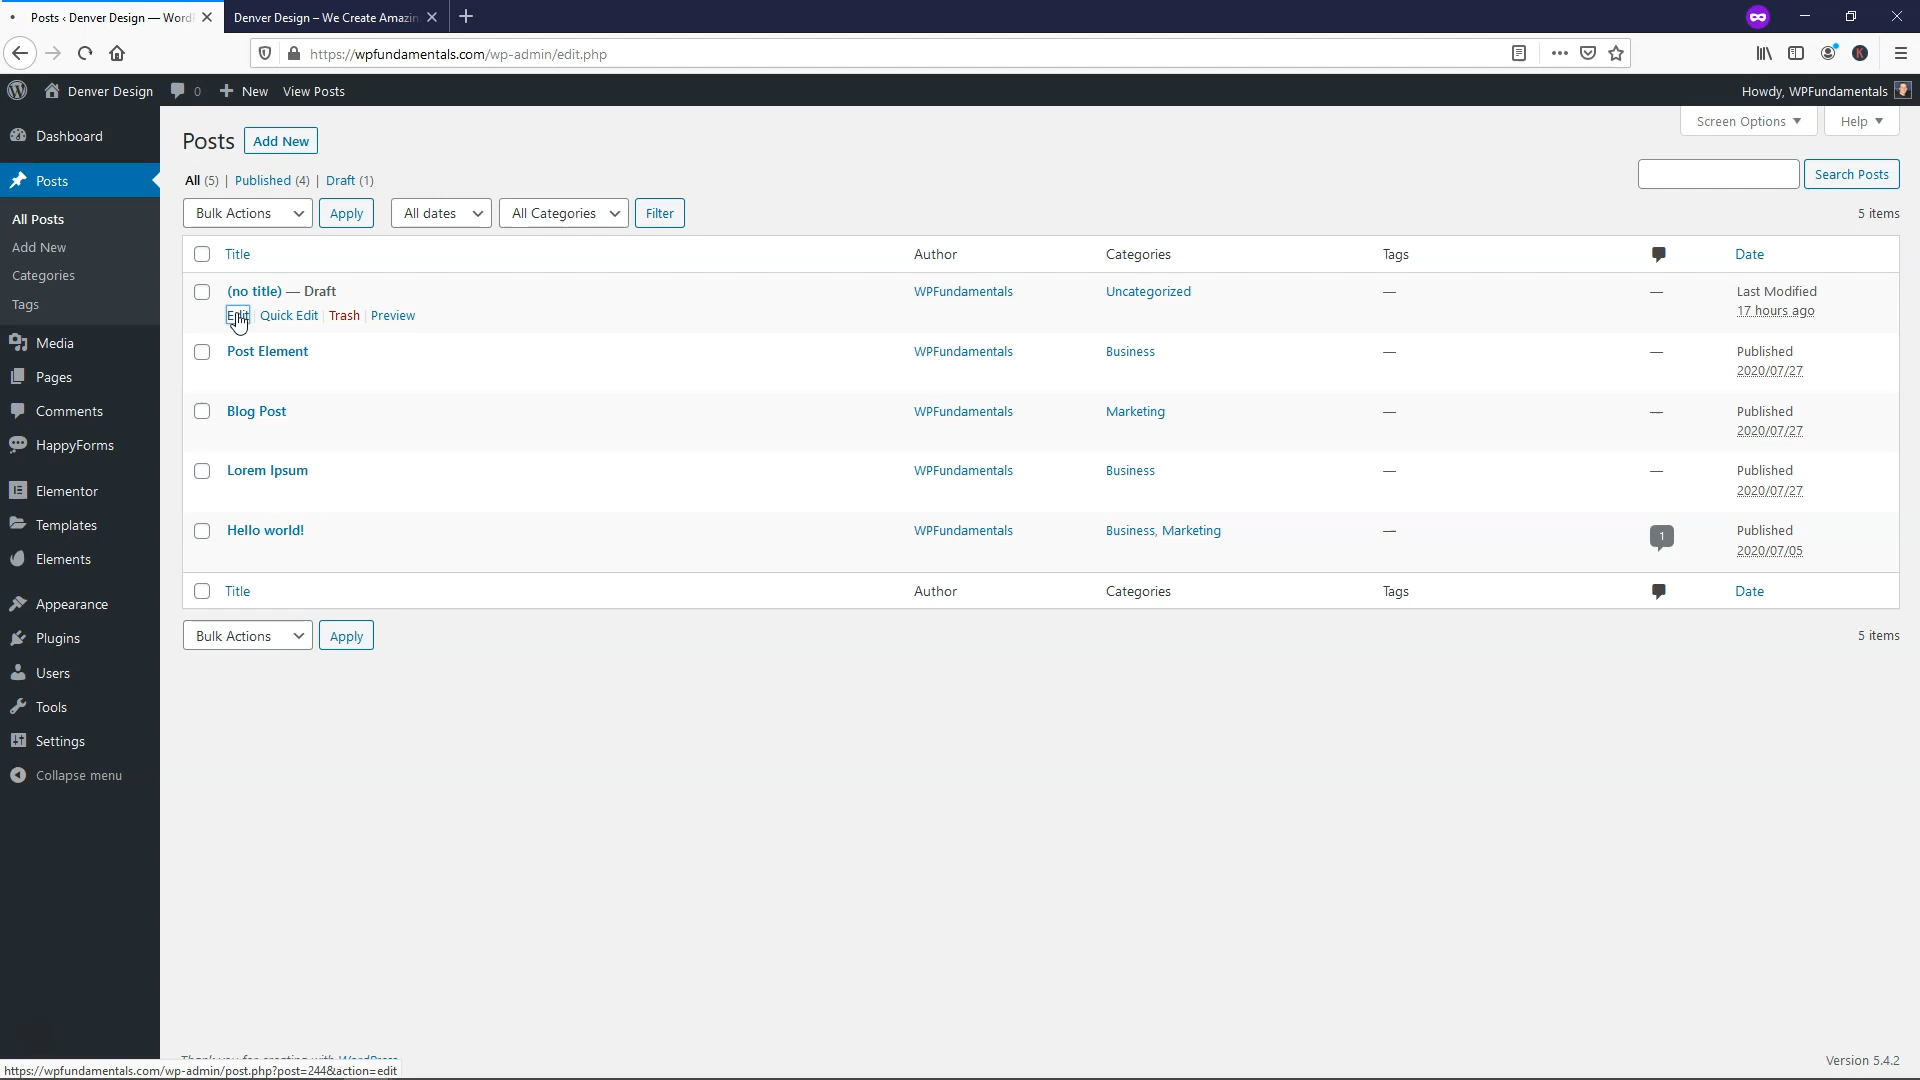 Posts ‹ Denver Design — Word
Denver Design – We Create Amazin
https://wpfundamentals.com/wp-admin/edit.php
Denver Design 0 New View Posts
Howdy, WPFundamentals
Dashboard
Posts
All Posts
Add New
Categories
Tags
Media
Pages
Comments
HappyForms
Elementor
Templates
Elements
Appearance
Plugins
Users
Tools
Settings
Collapse menu
Screen Options Help
Posts Add New
All (5) | Published (4) | Draft (1)
Search Posts
Bulk Actions Apply All dates All Categories Filter 5 items
Title Author Categories Tags Date
(no title) — Draft WPFundamentals Uncategorized — — Last Modified
17 hours ago
Edit | Quick Edit | Trash | Preview
Post Element WPFundamentals Business — — Published
2020/07/27
Blog Post WPFundamentals Marketing — — Published
2020/07/27
Lorem Ipsum WPFundamentals Business — — Published
2020/07/27
Hello world! WPFundamentals Business, Marketing — 1 Published
2020/07/05
Title Author Categories Tags Date
Bulk Actions Apply 5 items
Thank you for creating with WordPress
Version 5.4.2
https://wpfundamentals.com/wp-admin/post.php?post=244&action=edit